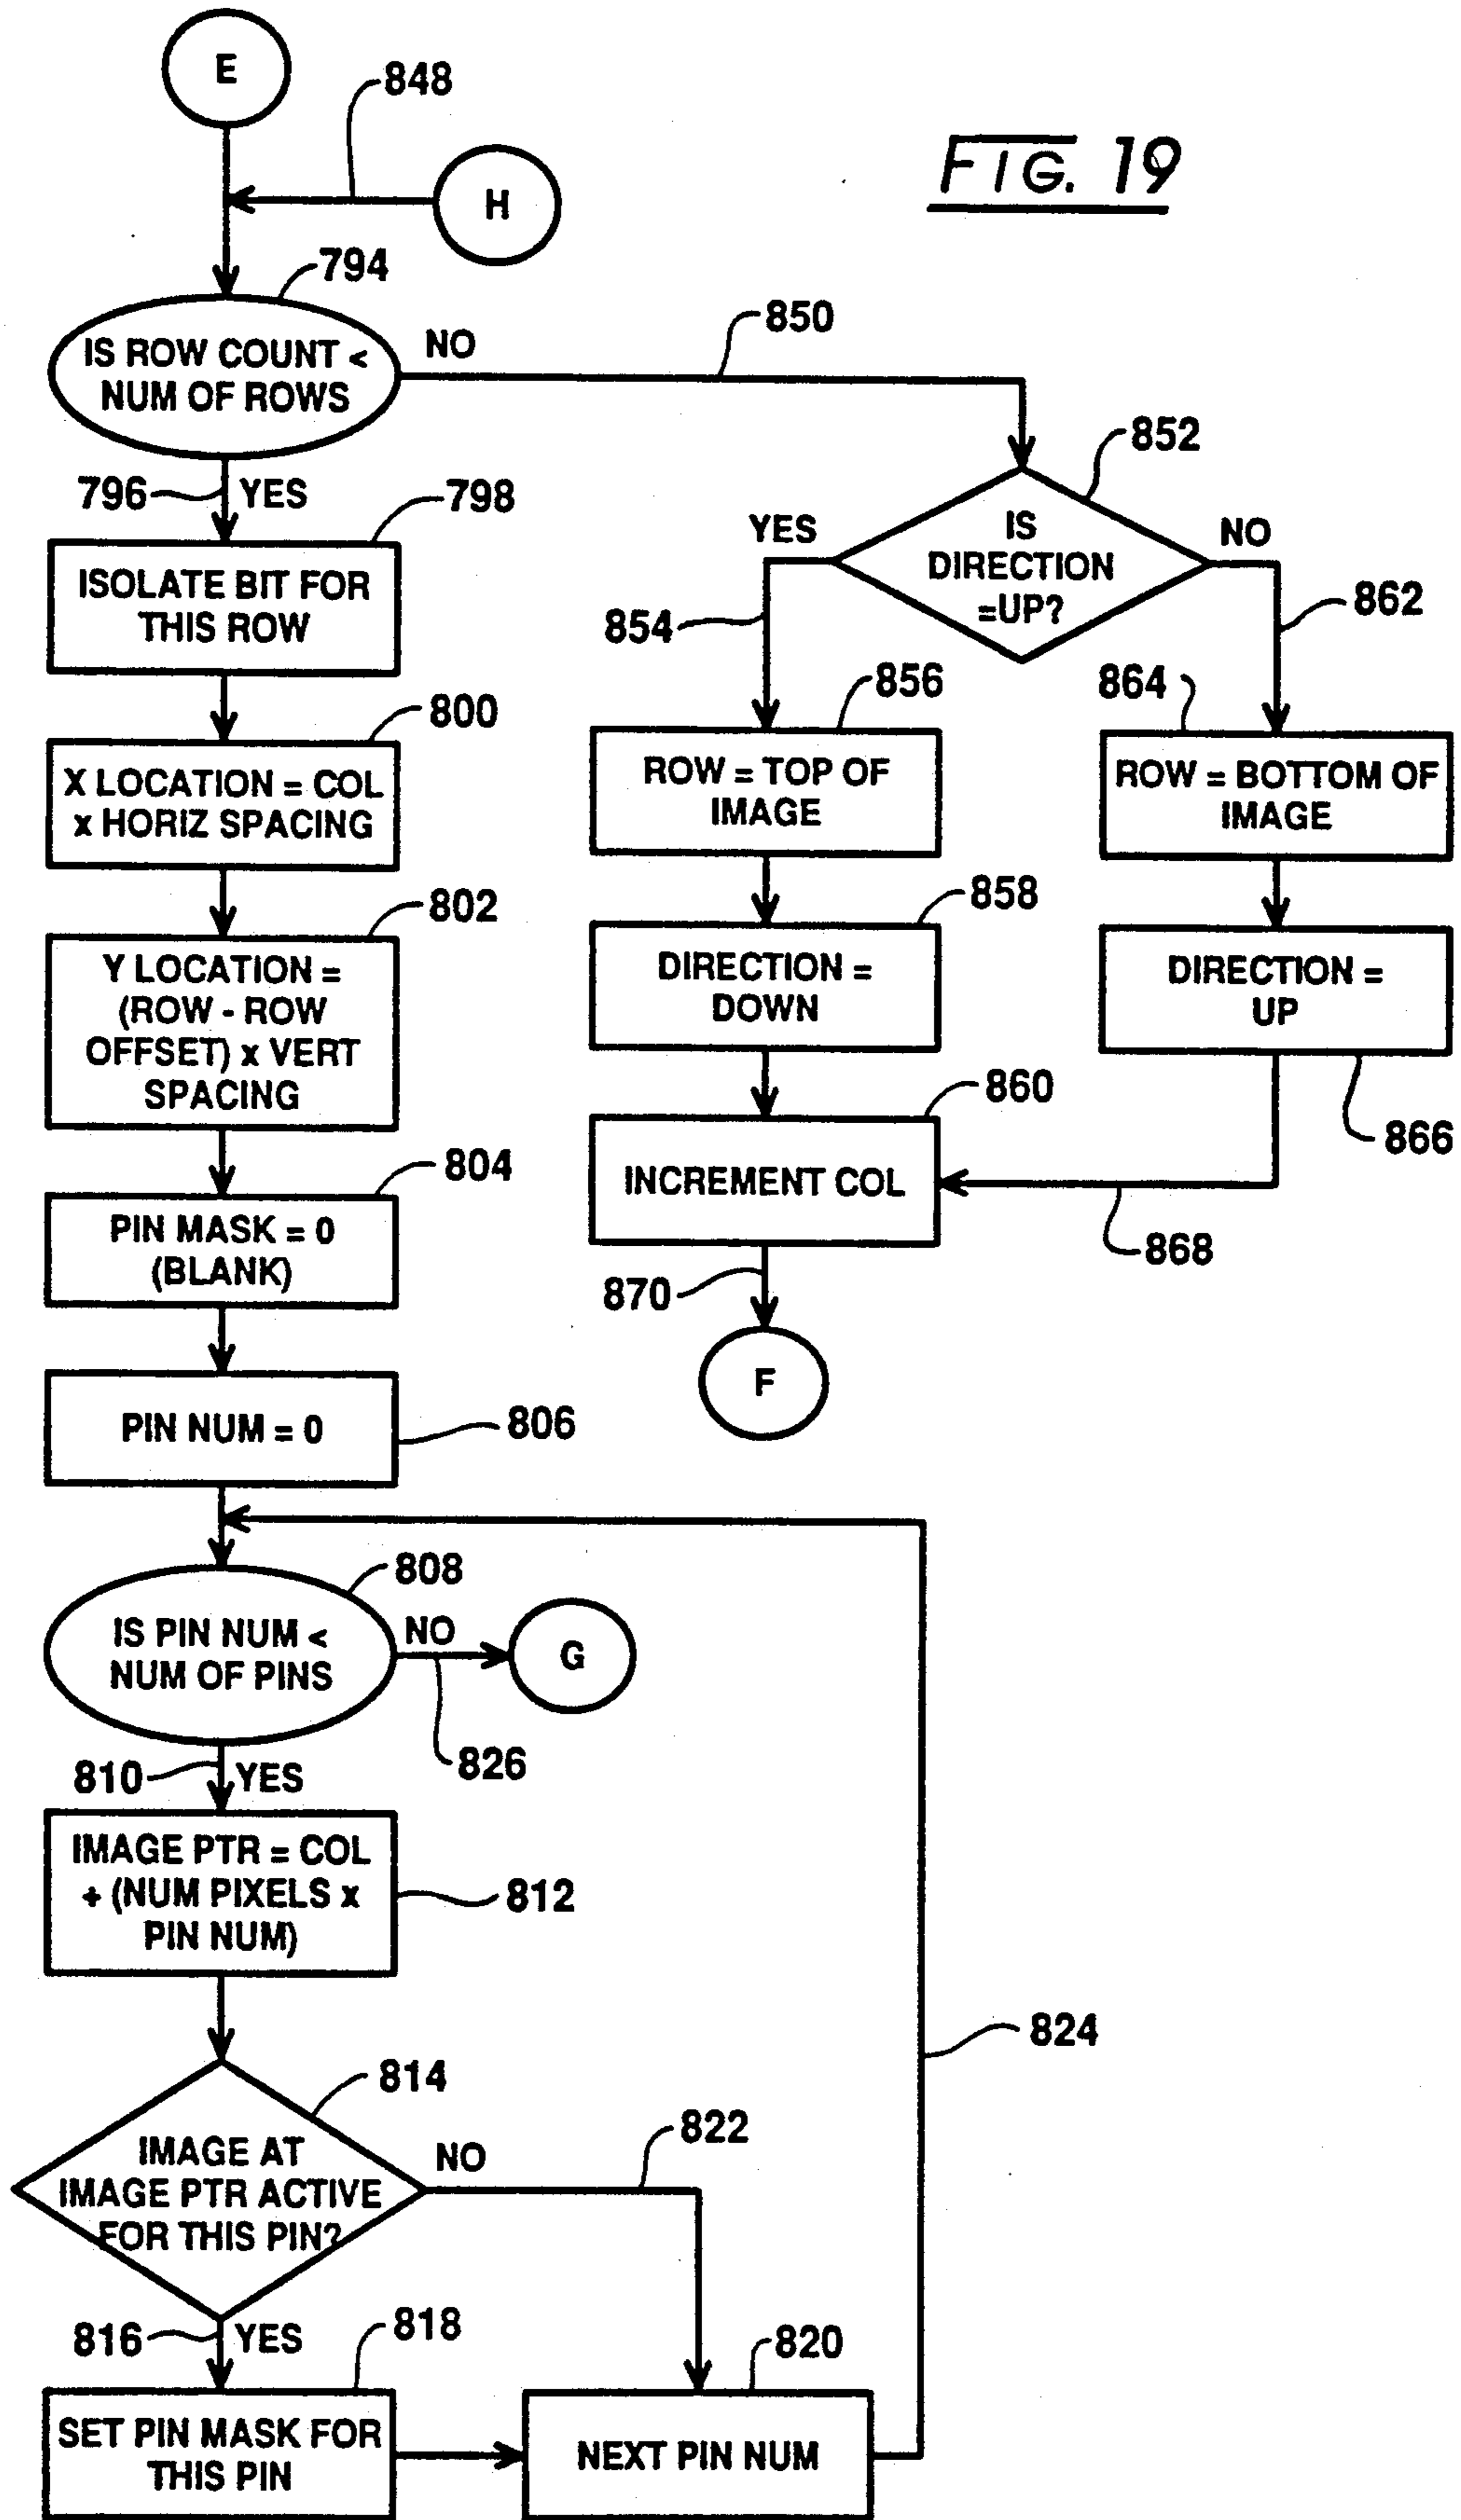 E
848
H
FIG. 19
794
IS ROW COUNT <
NUM OF ROWS
NO
850
796
YES
798
852
IS
DIRECTION
=UP?
YES
NO
ISOLATE BIT FOR
THIS ROW
854
862
800
856
864
X LOCATION = COL
x HORIZ SPACING
ROW = TOP OF
IMAGE
ROW = BOTTOM OF
IMAGE
802
858
Y LOCATION =
(ROW - ROW
OFFSET) x VERT
SPACING
DIRECTION =
DOWN
DIRECTION =
UP
860
866
804
INCREMENT COL
868
PIN MASK = 0
(BLANK)
870
F
PIN NUM = 0
806
808
IS PIN NUM <
NUM OF PINS
NO
G
826
810
YES
IMAGE PTR = COL
+ (NUM PIXELS x
PIN NUM)
812
824
814
IMAGE AT
IMAGE PTR ACTIVE
FOR THIS PIN?
NO
822
816
YES
818
820
SET PIN MASK FOR
THIS PIN
NEXT PIN NUM